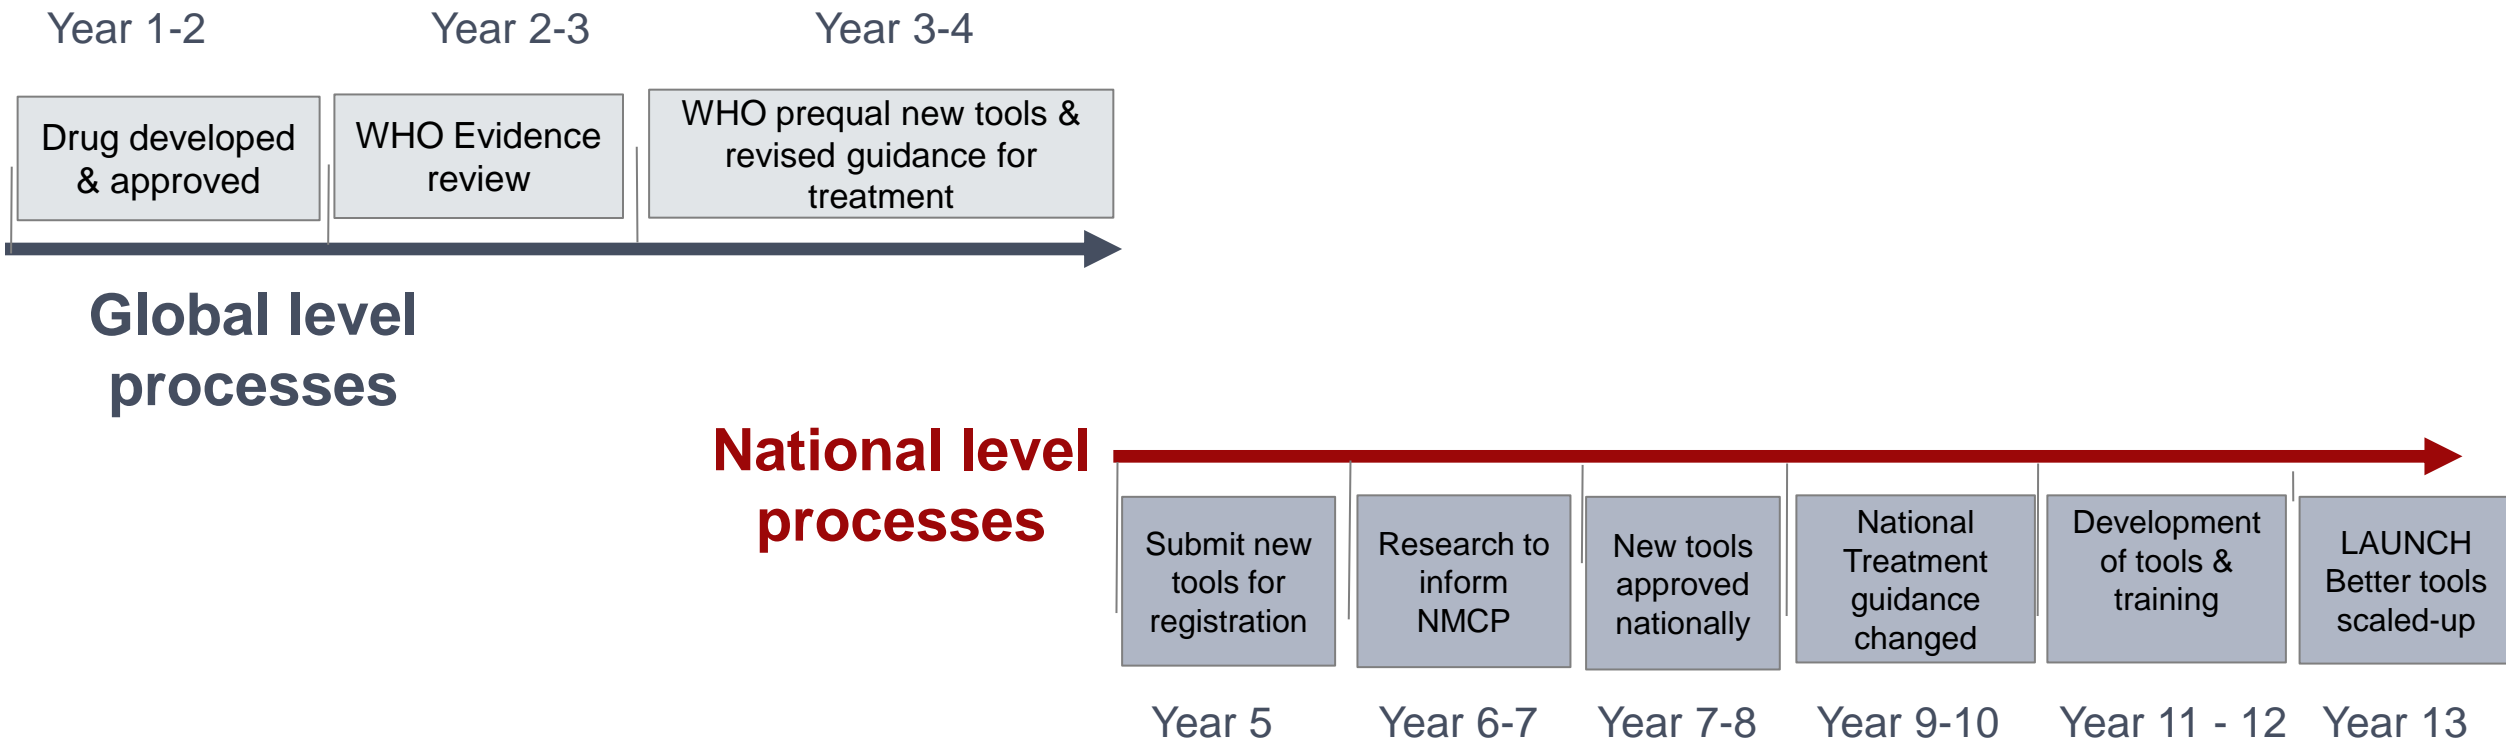 Year 1-2
Year 2-3
Year 3-4
Drug developed
& approved
WHO Evidence
review
WHO prequal new tools &
revised guidance for
treatment
Global level
processes
National level
processes
Submit new
tools for
registration
Research to
inform
NMCP
New tools
approved
nationally
National
Treatment
guidance
changed
Development
of tools &
training
LAUNCH
Better tools
scaled-up
Year 5
Year 6-7
Year 7-8
Year 9-10
Year 11 - 12
Year 13